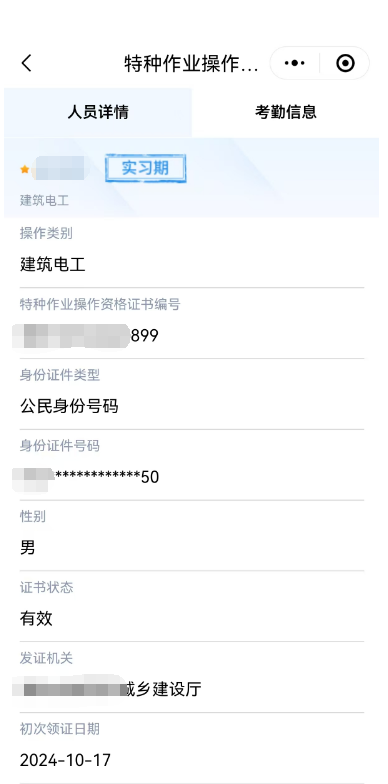 特种作业操作…
人员详情
考勤信息
实习期
建筑电工
操作类别
建筑电工
特种作业操作资格证书编号
899
身份证件类型
公民身份号码
身份证件号码
************50
性别
男
证书状态
有效
发证机关
城乡建设厅
初次领证日期
2024-10-17